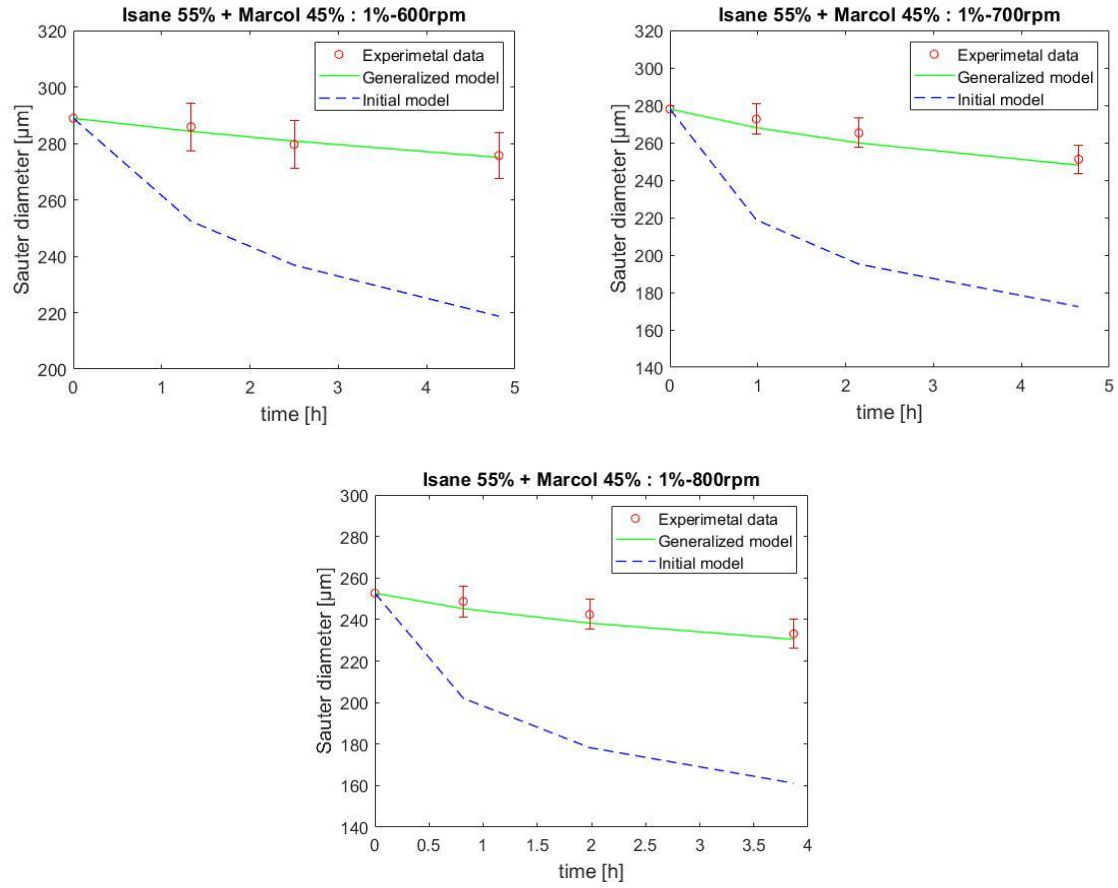 Isane 55% + Marcol 45% : 1%-600rpm
320
300
280
260
240
220
200
Sauter diameter [µm]
0
1
2
3
4
5
time [h]
Experimetal data
Generalized model
Initial model
Isane 55% + Marcol 45% : 1%-700rpm
320
300
280
260
240
220
200
180
160
140
Sauter diameter [µm]
0
1
2
3
4
5
time [h]
Experimetal data
Generalized model
Initial model
Isane 55% + Marcol 45% : 1%-800rpm
300
280
260
240
220
200
180
160
140
Sauter diameter [µm]
0
0.5
1
1.5
2
2.5
3
3.5
4
time [h]
Experimetal data
Generalized model
Initial model